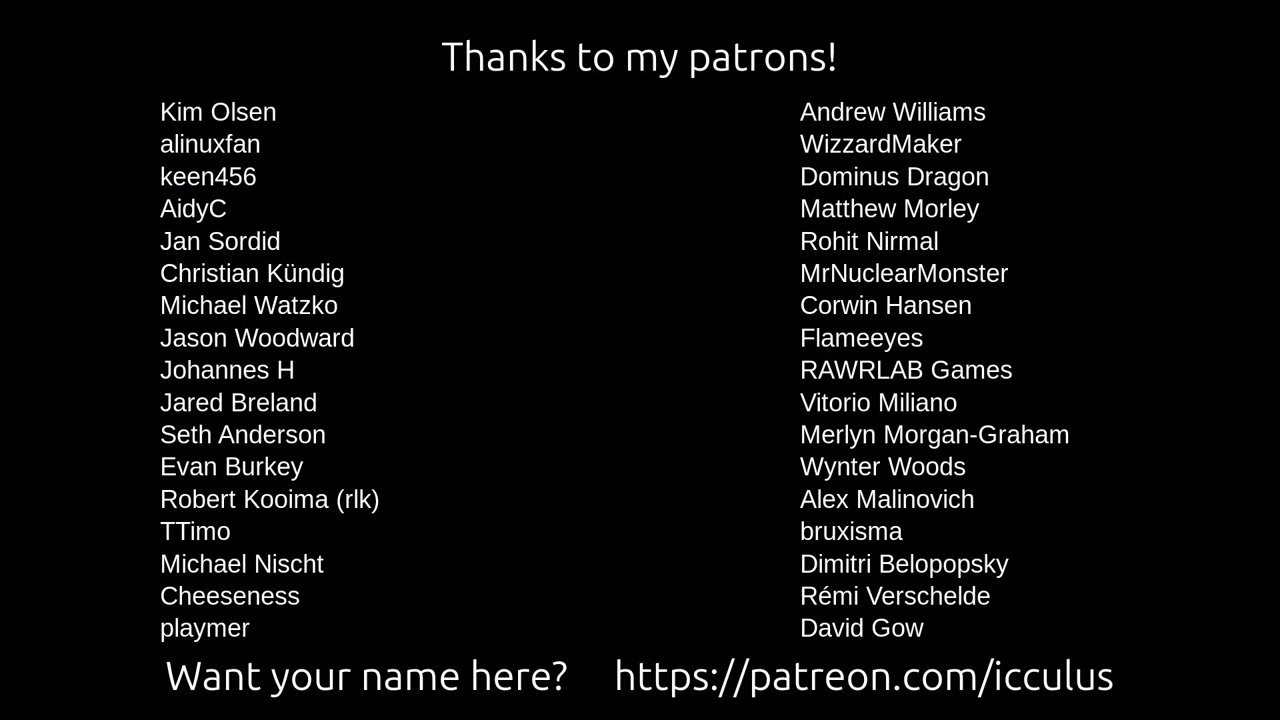 Thanks to my patrons!
Kim Olsen
alinuxfan
keen456
AidyC
Jan Sordid
Christian Kündig
Michael Watzko
Jason Woodward
Johannes H
Jared Breland
Seth Anderson
Evan Burkey
Robert Kooima (rlk)
TTimo
Michael Nischt
Cheeseness
playmer
Andrew Williams
WizzardMaker
Dominus Dragon
Matthew Morley
Rohit Nirmal
MrNuclearMonster
Corwin Hansen
Flameeyes
RAWRLAB Games
Vitorio Miliano
Merlyn Morgan-Graham
Wynter Woods
Alex Malinovich
bruxisma
Dimitri Belopopsky
Rémi Verschelde
David Gow
Want your name here? https://patreon.com/icculus